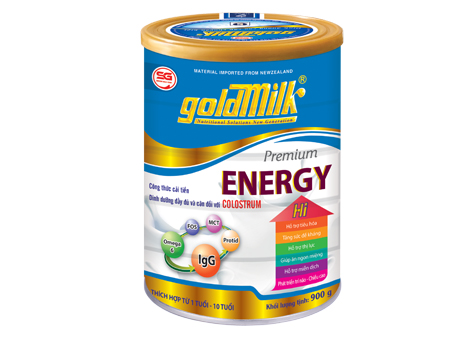 SG
MATERIAL IMPORTED FROM NEWZEALAND
goldMilk®
Nutritional Solutions New Generation
Premium
ENERGY
Công thức cải tiến
Dinh dưỡng đầy đủ và cân đối với COLOSTRUM
Hi
Hỗ trợ tiêu hóa
Tăng sức đề kháng
Hỗ trợ thị lực
Giúp ăn ngon miệng
Hỗ trợ miễn dịch
Phát triển trí não - Chiều cao
FOS
MCT
Omega 6
Protid
IgG
THÍCH HỢP TỪ 1 TUỔI - 10 TUỔI
Khối lượng tịnh: 900 g